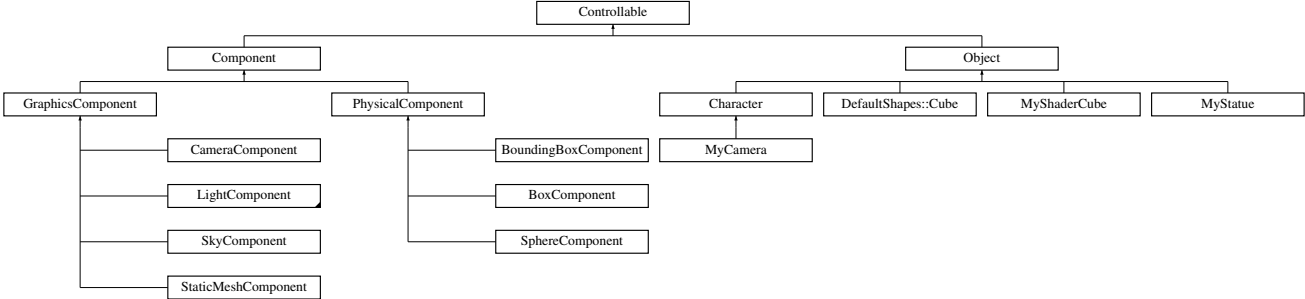 Controllable
Component
Object
GraphicsComponent
PhysicalComponent
Character
DefaultShapes::Cube
MyShaderCube
MyStatue
CameraComponent
BoundingBoxComponent
MyCamera
LightComponent
BoxComponent
SkyComponent
SphereComponent
StaticMeshComponent